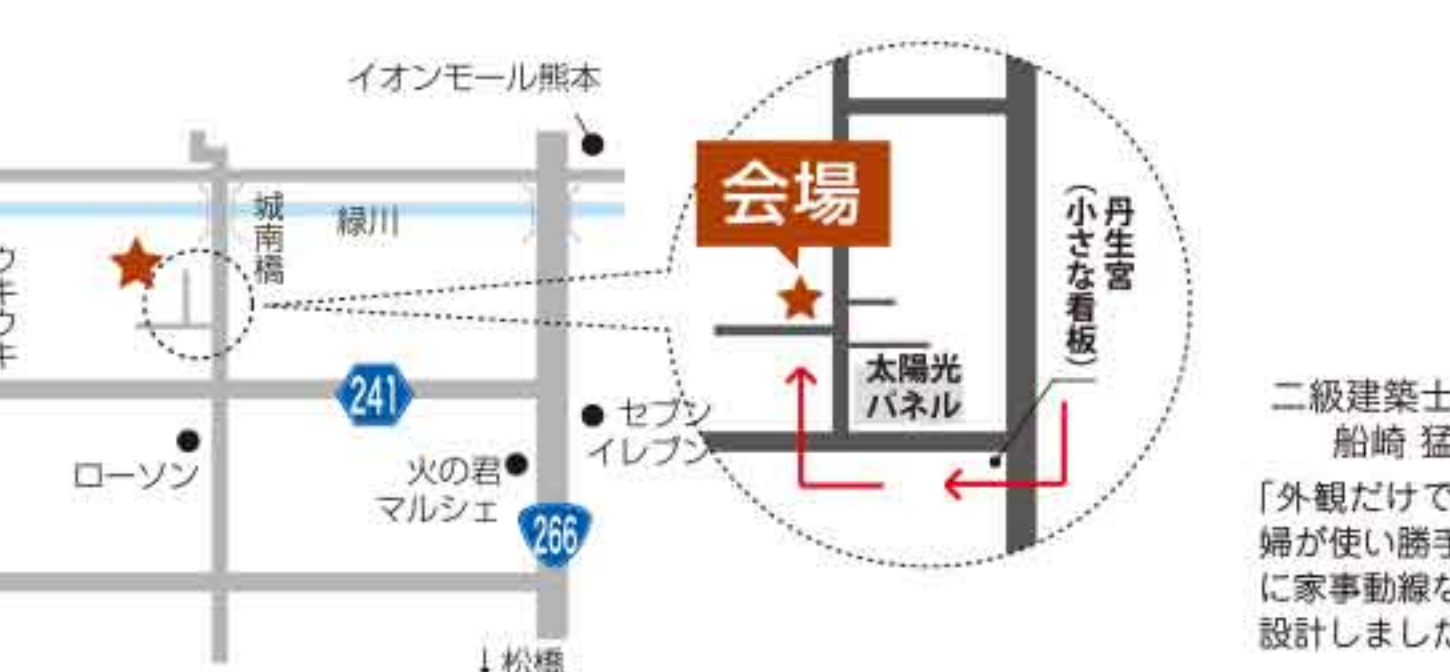 イオンモール熊本
城南橋
緑川
ウキウキ
241
セブン
イレブン
ローソン
火の君
マルシェ
266
↓松橋
会場
丹生宮
(小さな看板)
太陽光
パネル
二級建築士
船崎 猛
「外観だけで
婦が使い勝手
に家事動線な
設計しました